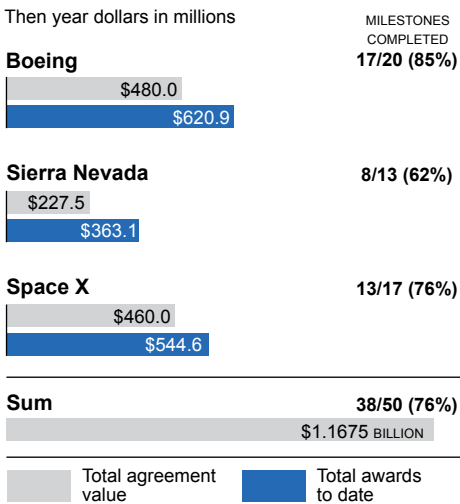 Then year dollars in millions
MILESTONES
COMPLETED
Boeing 17/20 (85%)
$480.0
$620.9
Sierra Nevada 8/13 (62%)
$227.5
$363.1
Space X 13/17 (76%)
$460.0
$544.6
Sum 38/50 (76%)
$1.1675 BILLION
Total agreement
value
Total awards
to date